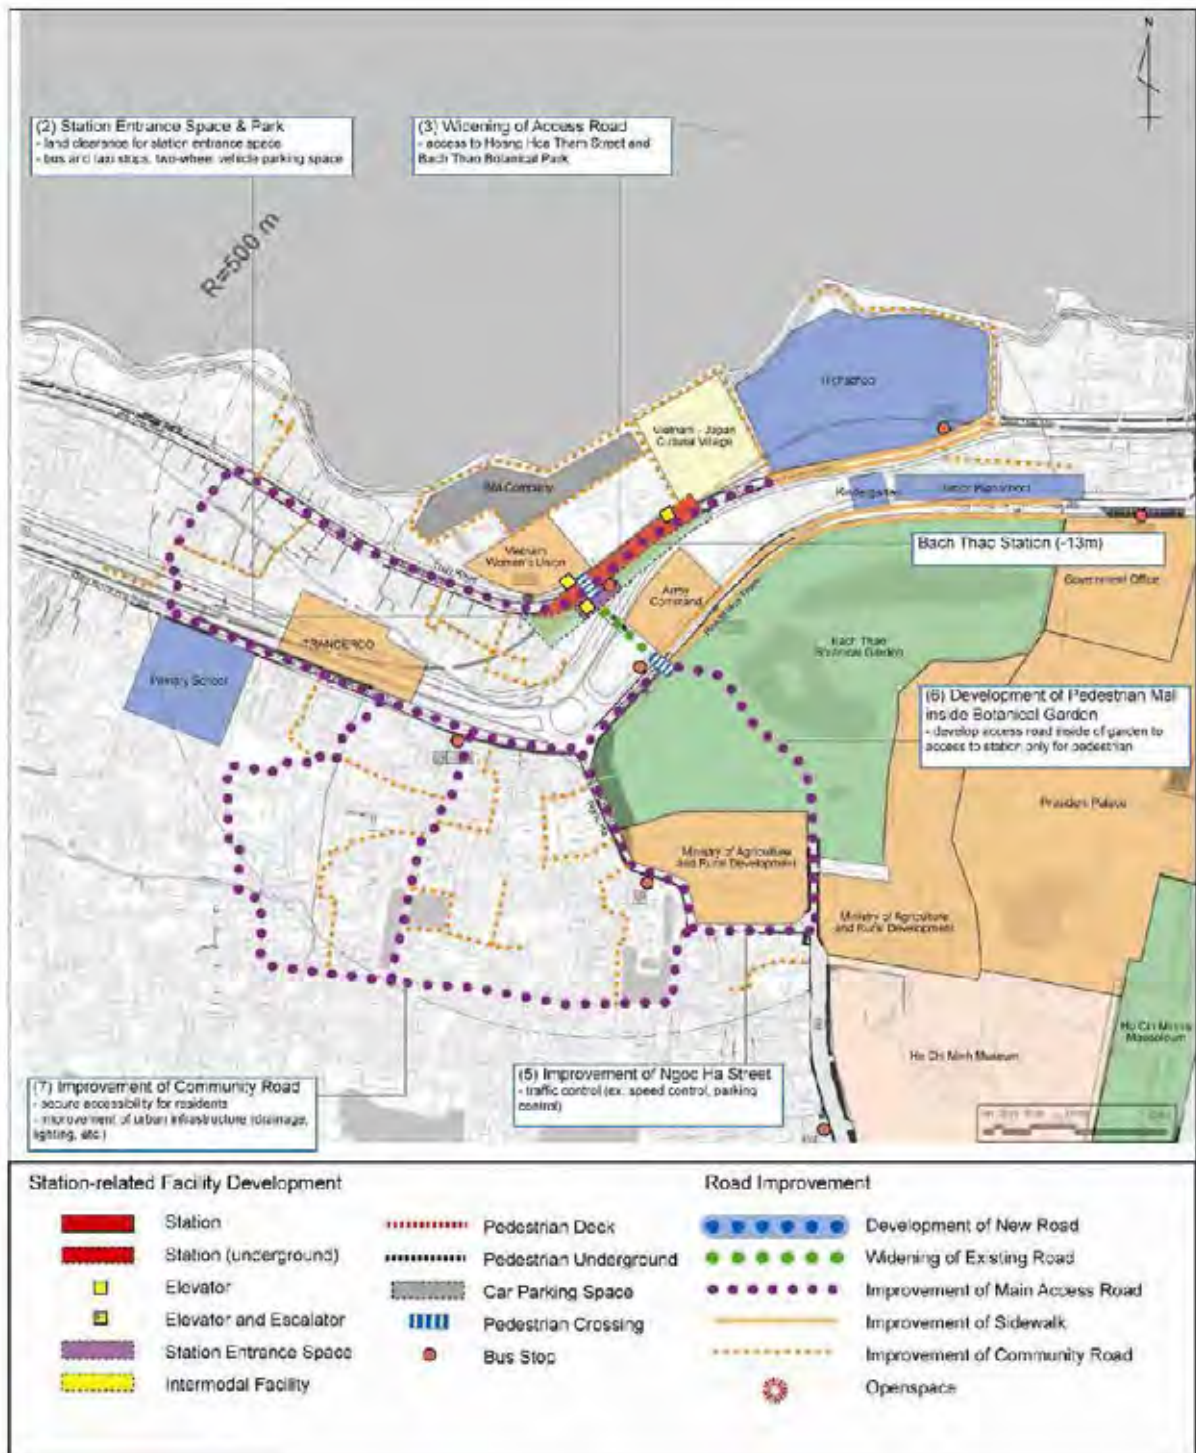 N
(2) Station Entrance Space & Park
- land clearance for station entrance space
- bus and taxi stops, two-wheel vehicle parking space
(3) Widening of Access Road
- access to Hoang Hoa Tham Street and
Bach Thao Botanical Park
R=500 m
Vietnam - Japan
Cultural Village
Company
Kindergarten
Vietnam
Women's Union
Army
Command
Bach Thao Station (-13m)
Government Office
TRANCERCO
Primary School
Bach Thao
Botanical Garden
(6) Development of Pedestrian Mall
inside Botanical Garden
- develop access road inside of garden to
access to station only for pedestrian
President Palace
Ministry of Agriculture
and Rural Development
Ministry of Agriculture
and Rural Development
Ho Chi Minh Museum
Ho Chi Minh
Mausoleum
(7) Improvement of Community Road
- secure accessibility for residents
- improvement of urban infrastructure (drainage,
lighting, etc.)
(5) Improvement of Ngoc Ha Street
- traffic control (ex. speed control, parking
control)
Station-related Facility Development
Station
Station (underground)
Elevator
Elevator and Escalator
Station Entrance Space
Intermodal Facility
Pedestrian Deck
Pedestrian Underground
Car Parking Space
Pedestrian Crossing
Bus Stop
Road Improvement
Development of New Road
Widening of Existing Road
Improvement of Main Access Road
Improvement of Sidewalk
Improvement of Community Road
Openspace